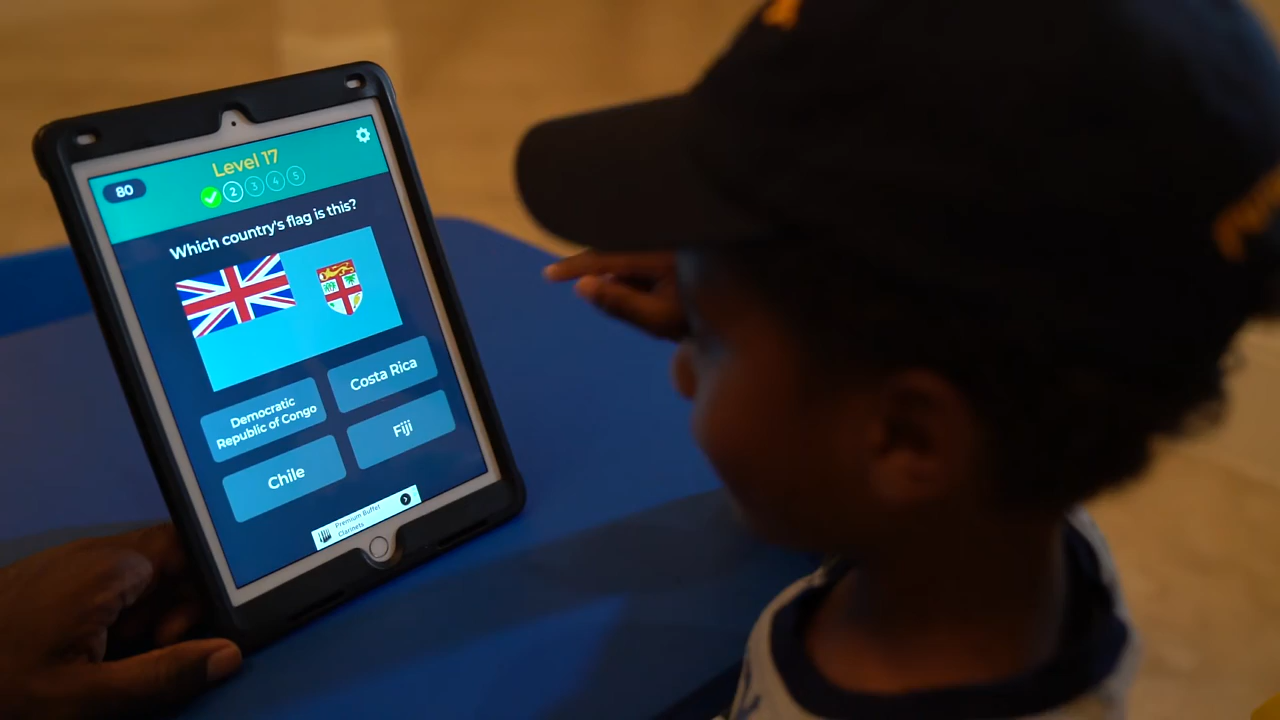 80
Level 17
2 3 4 5
Which country's flag is this?
Democratic
Republic of Congo
Costa Rica
Chile
Fiji
Premium Buffet
Clarinets